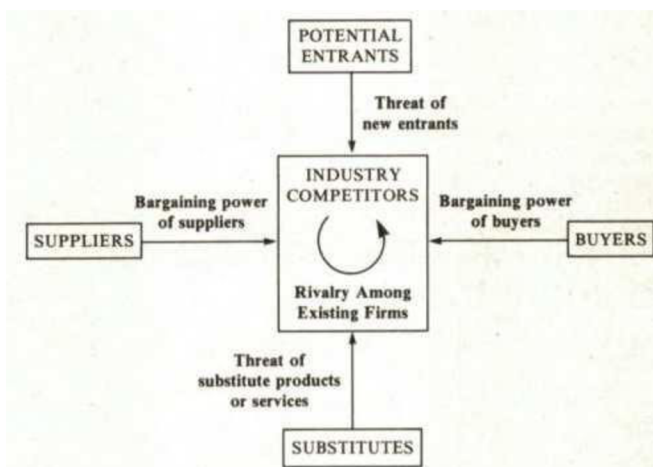 POTENTIAL
ENTRANTS
Threat of
new entrants
INDUSTRY
COMPETITORS
Bargaining power
of suppliers
Bargaining power
of buyers
SUPPLIERS
BUYERS
Rivalry Among
Existing Firms
Threat of
substitute products
or services
SUBSTITUTES